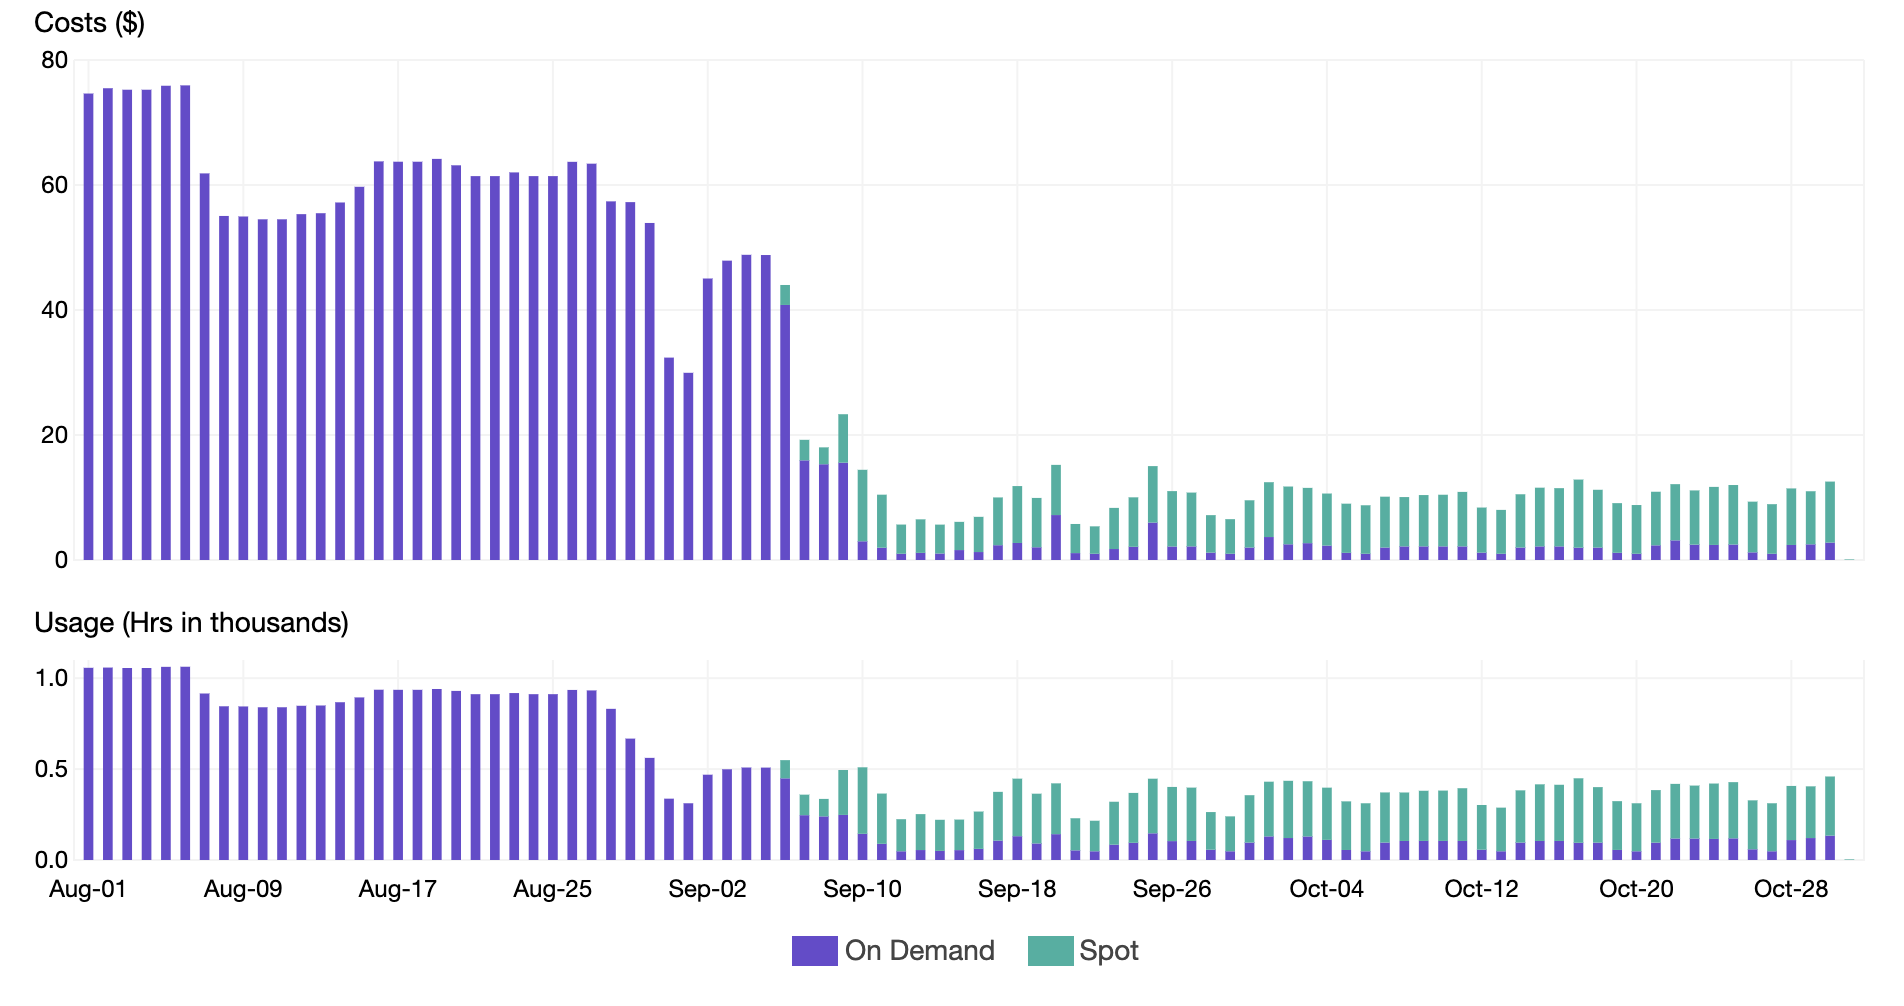 Costs ($)
80
60
40
20
0
Usage (Hrs in thousands)
1.0
0.5
0.0
Aug-01 Aug-09 Aug-17 Aug-25 Sep-02 Sep-10 Sep-18 Sep-26 Oct-04 Oct-12 Oct-20 Oct-28
On Demand Spot